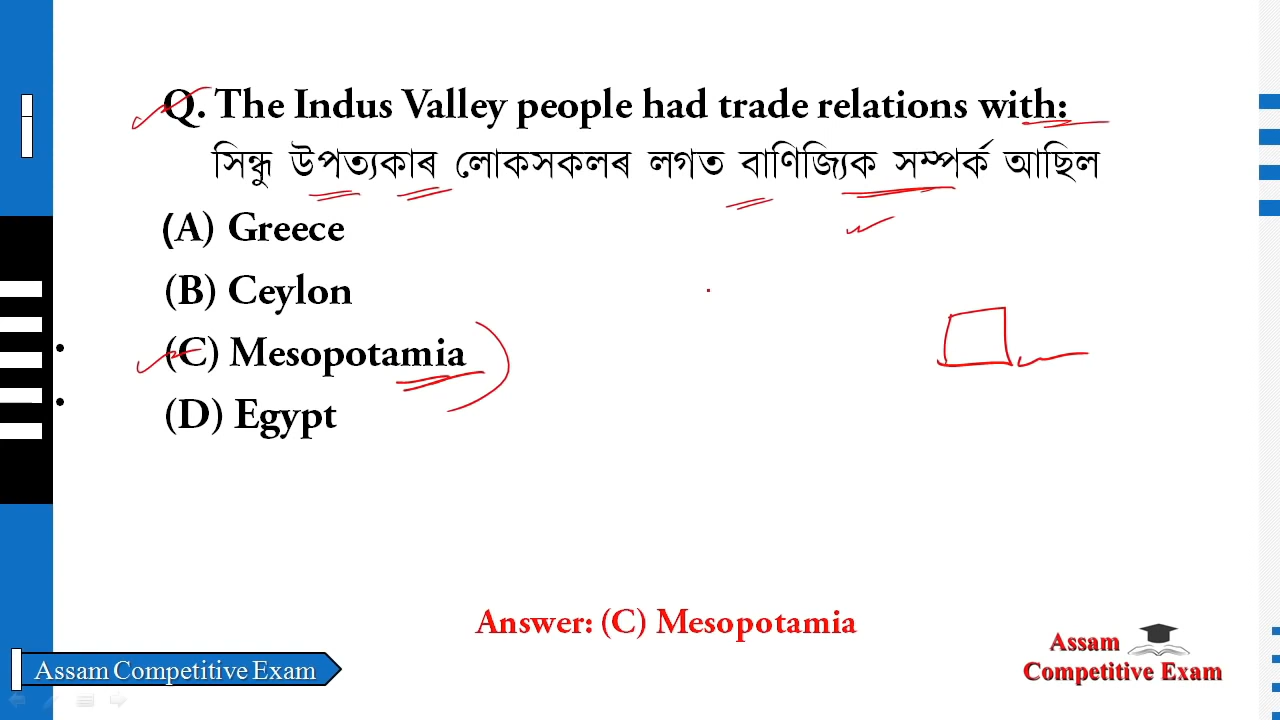 Q. The Indus Valley people had trade relations with:
সিন্ধু উপত্যকাৰ লোকসকলৰ লগত বাণিজ্যিক সম্পৰ্ক আছিল
(A) Greece
(B) Ceylon
(C) Mesopotamia
(D) Egypt
Answer: (C) Mesopotamia
Assam Competitive Exam
Assam
Competitive Exam